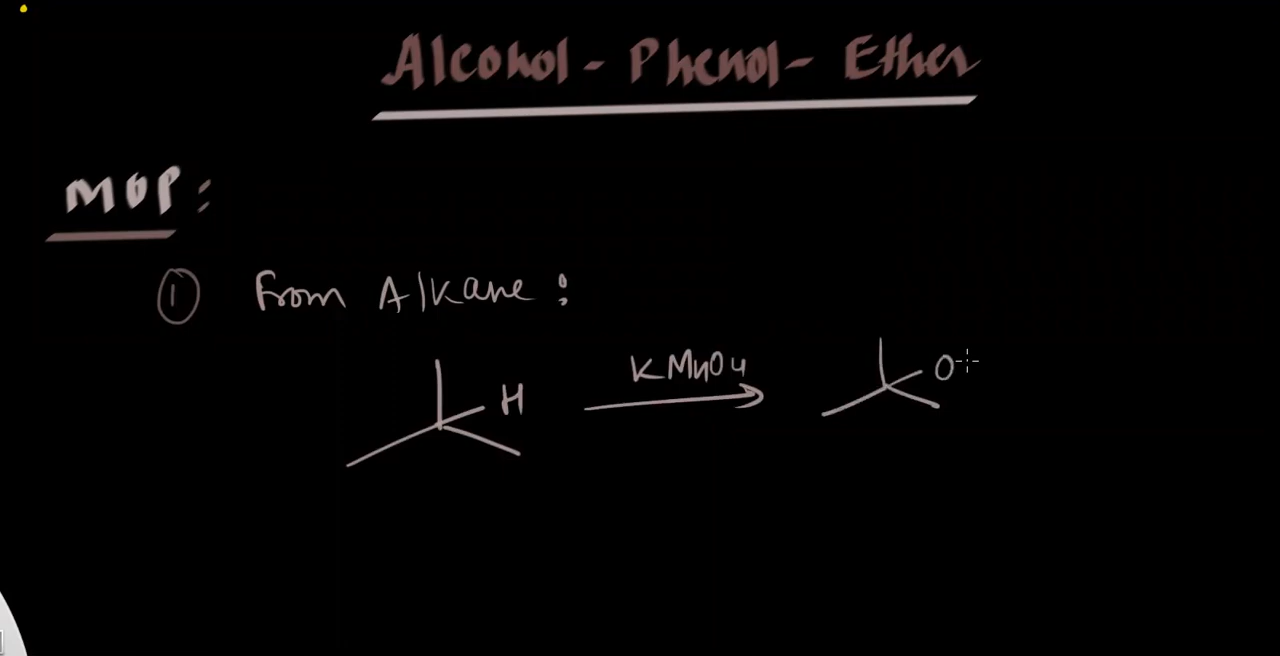 Alcohol - Phenol - Ether
MOP:
① From Alkane:
KMnO4
H
O